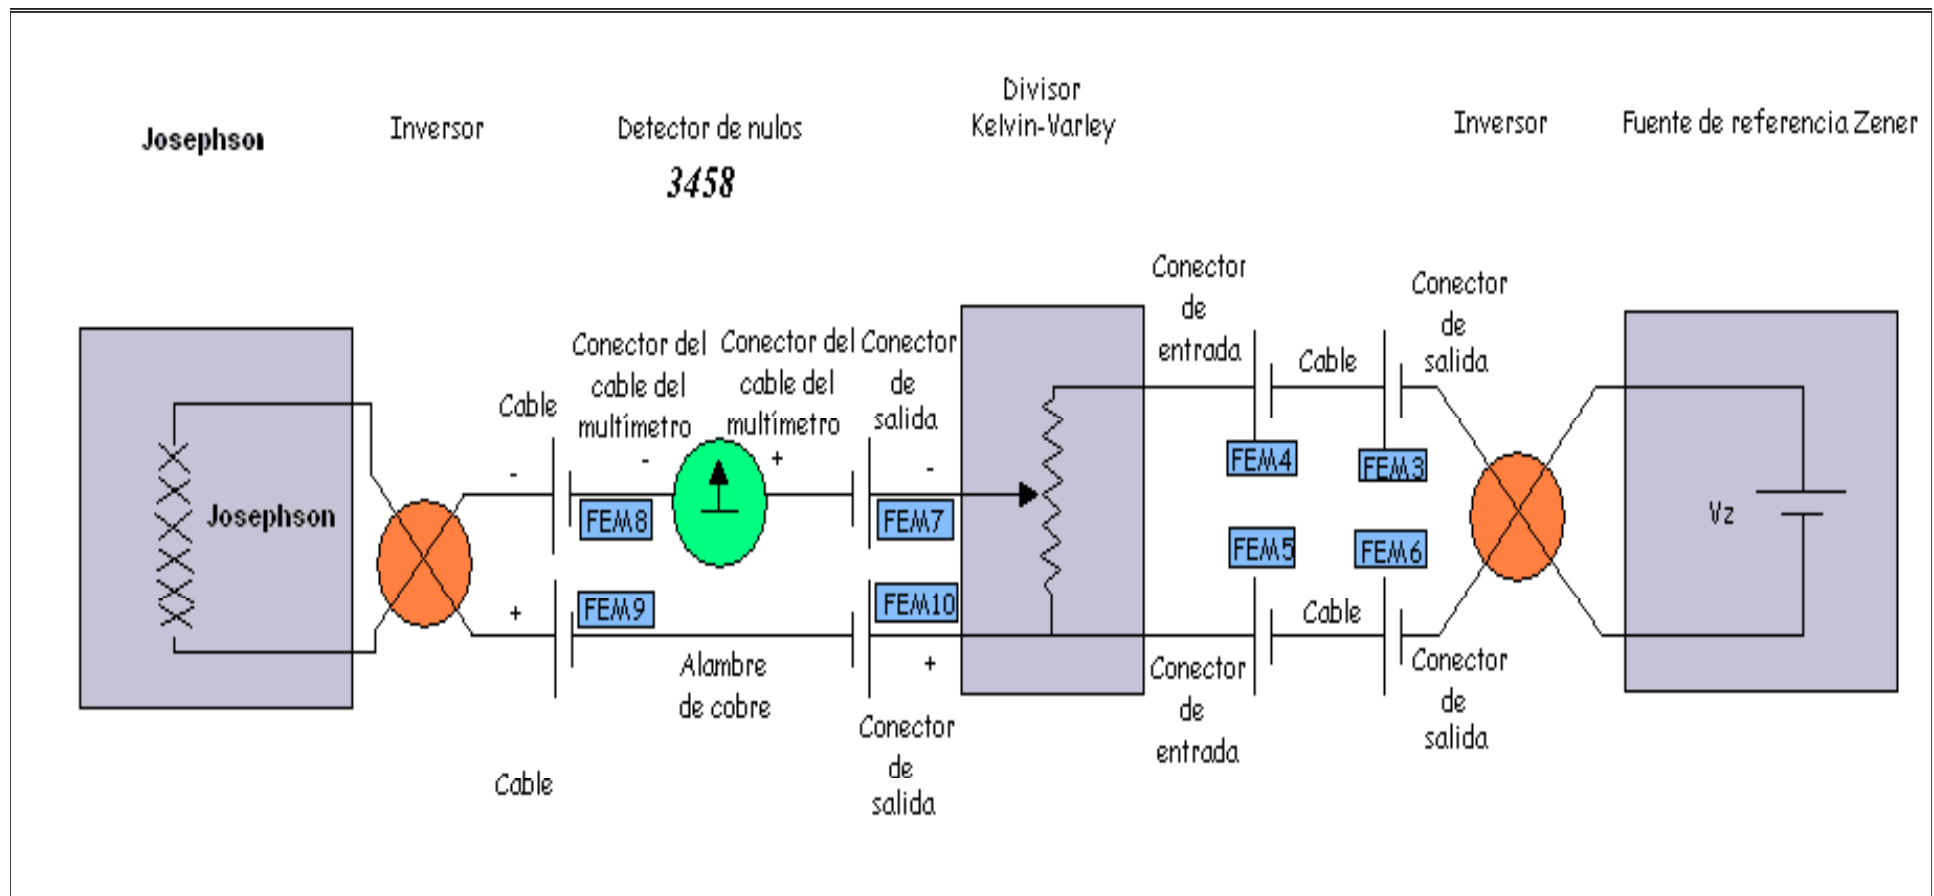 Josephson
Inversor
Detector de nulos
3458
Divisor
Kelvin-Varley
Inversor
Fuente de referencia Zener
Josephson
Cable
Conector del
cable del
multímetro
Conector del
cable del
multímetro
Conector
de
salida
Conector
de
entrada
Cable
Conector
de
salida
-
-
+
-
FEM8
FEM7
FEM4
FEM3
Vz
+
FEM9
FEM10
FEM5
FEM6
Alambre
de cobre
+
Cable
Cable
Conector
de
salida
Conector
de
entrada
Conector
de
salida